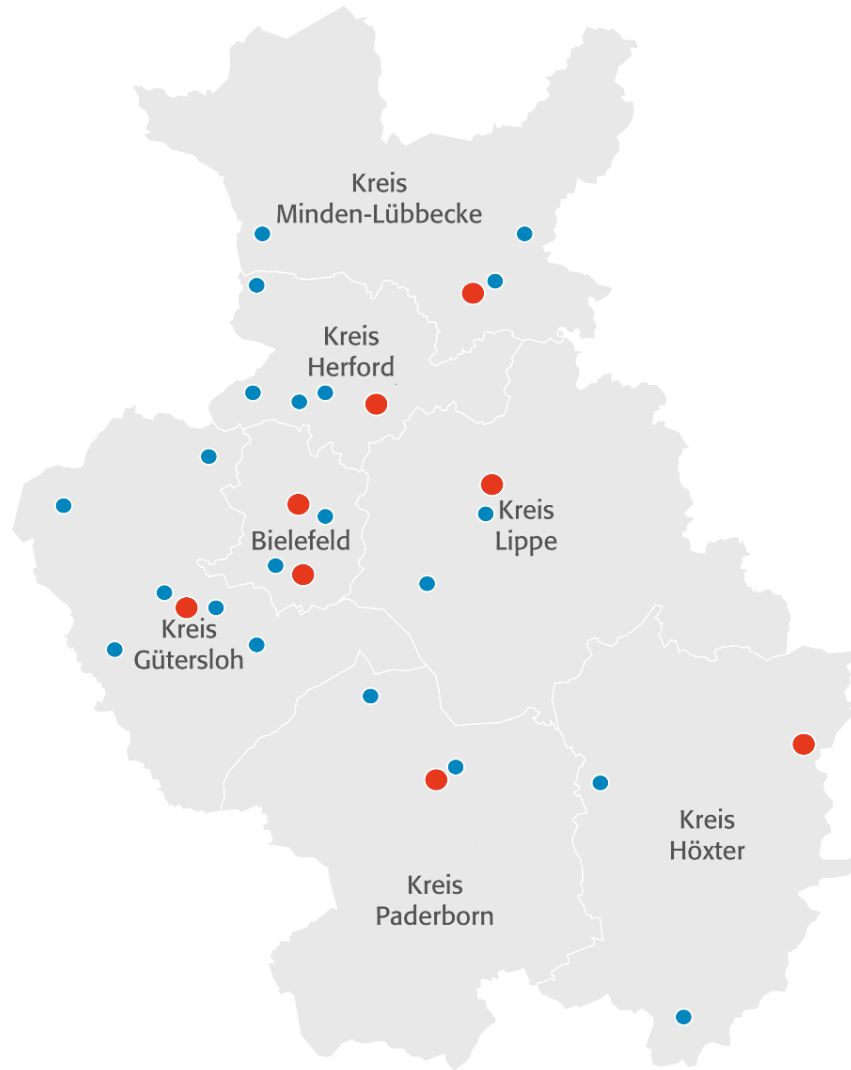 Kreis
Minden-Lübbecke
Kreis
Herford
Bielefeld
Kreis
Lippe
Kreis
Gütersloh
Kreis
Höxter
Kreis
Paderborn